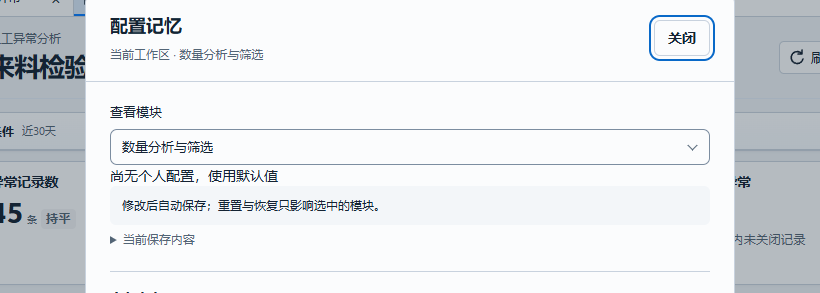 配置记忆
当前工作区 · 数量分析与筛选
关闭
工异常分析
来料检验
刷
查看模块
条件 近30天
数量分析与筛选
尚无个人配置，使用默认值
常记录数
修改后自动保存；重置与恢复只影响选中的模块。
45 条 持平
常
当前保存内容
内未关闭记录